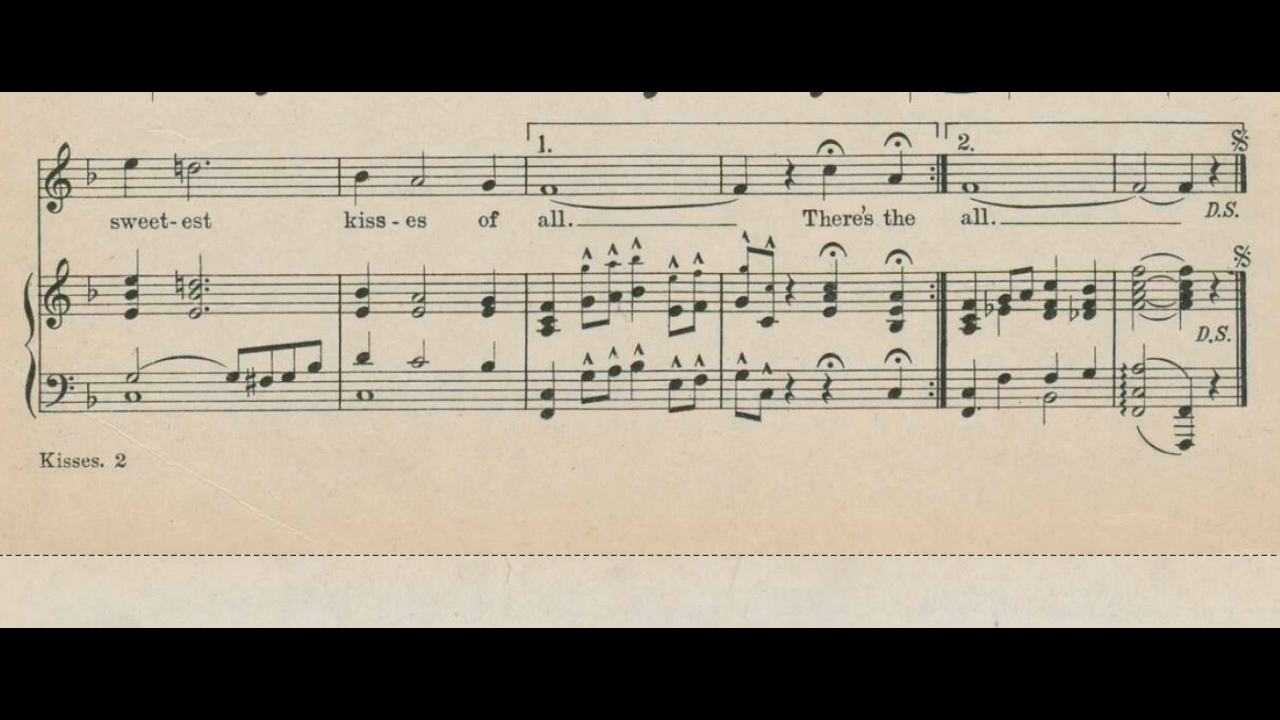 1.
2.
sweet-est kiss-es of all. There's the all.
D.S.
D.S.
Kisses. 2